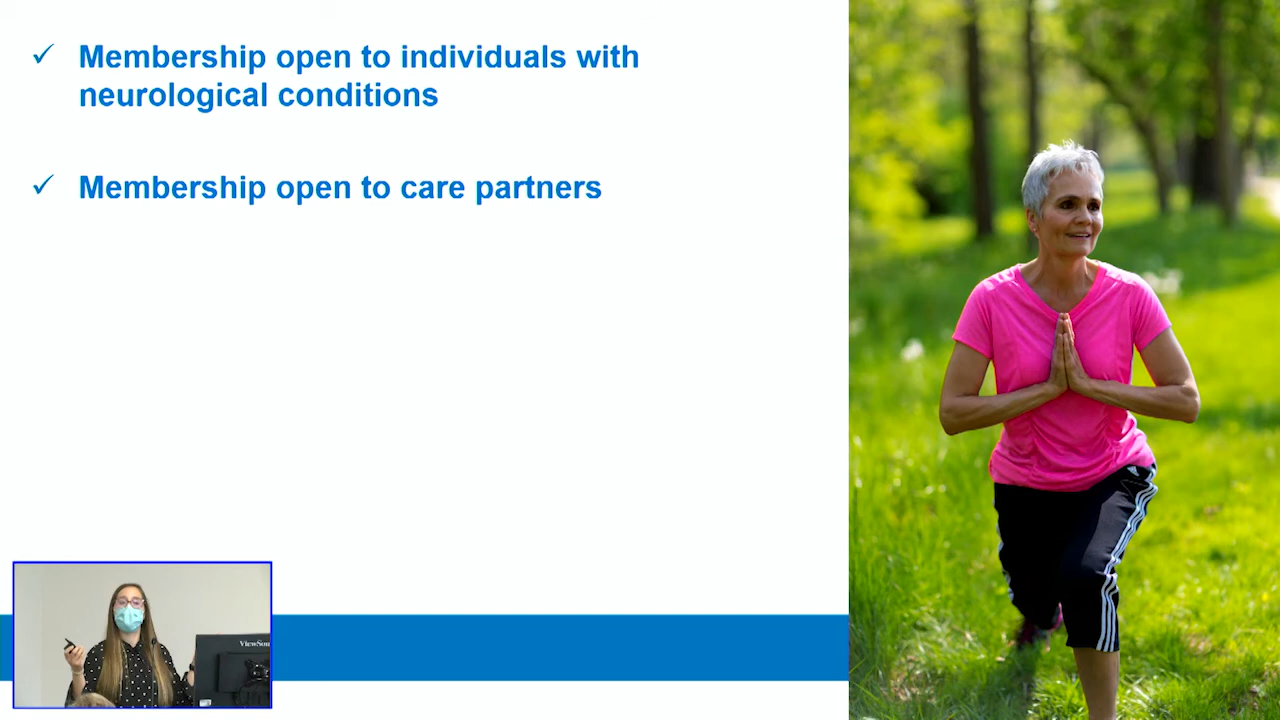 ✓ Membership open to individuals with
neurological conditions
✓ Membership open to care partners